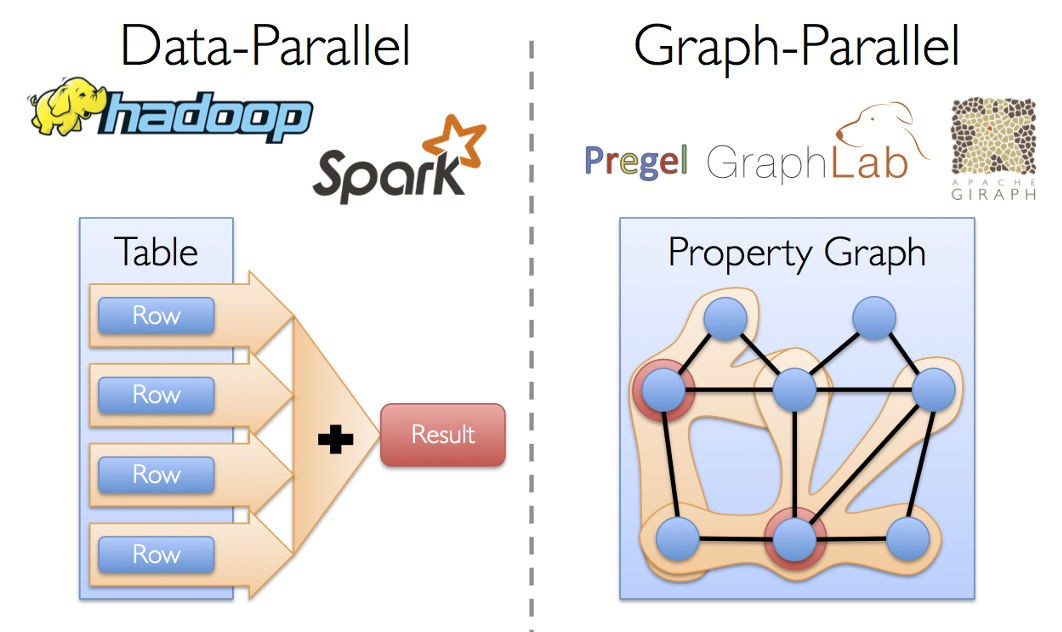 Data-Parallel
hadoop
Spark
Table
Row
Row
Row
Row
Result
Graph-Parallel
Pregel
GraphLab
APACHE
GIRAPH
Property Graph